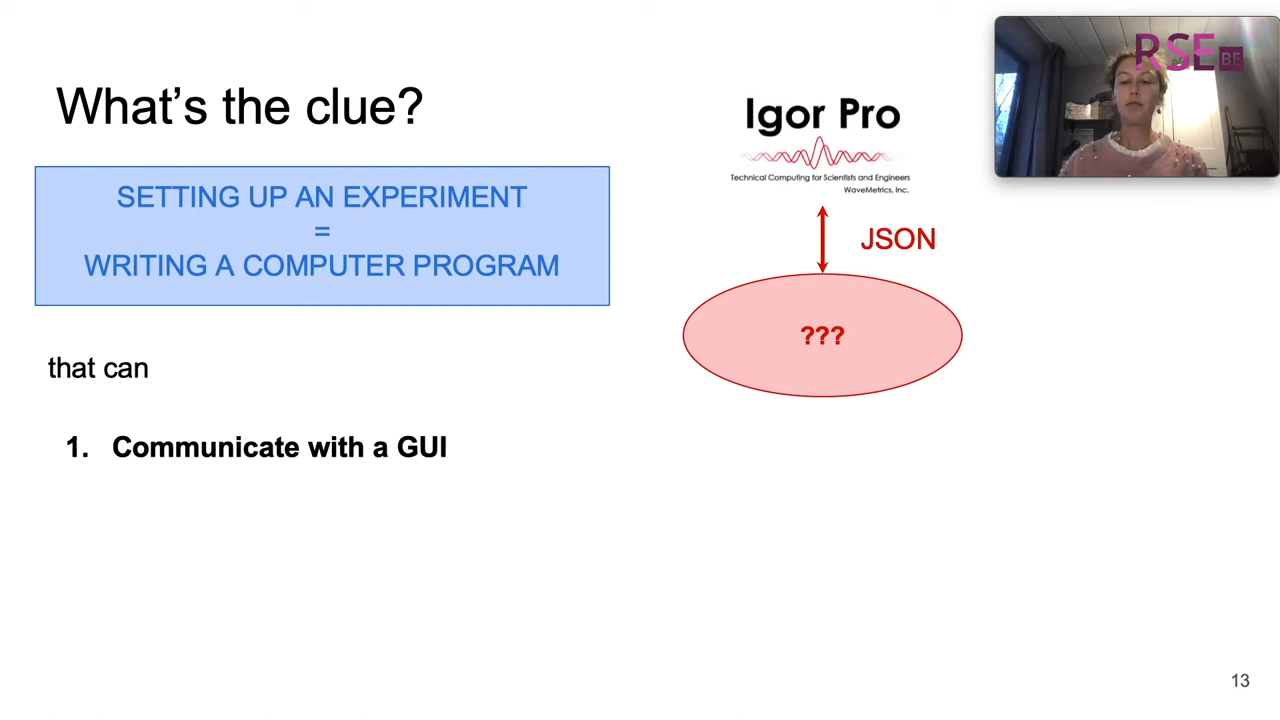 What's the clue?
SETTING UP AN EXPERIMENT
=
WRITING A COMPUTER PROGRAM
that can
1. Communicate with a GUI
Igor Pro
Technical Computing for Scientists and Engineers
WaveMetrics, Inc.
JSON
???
RSE BE
13